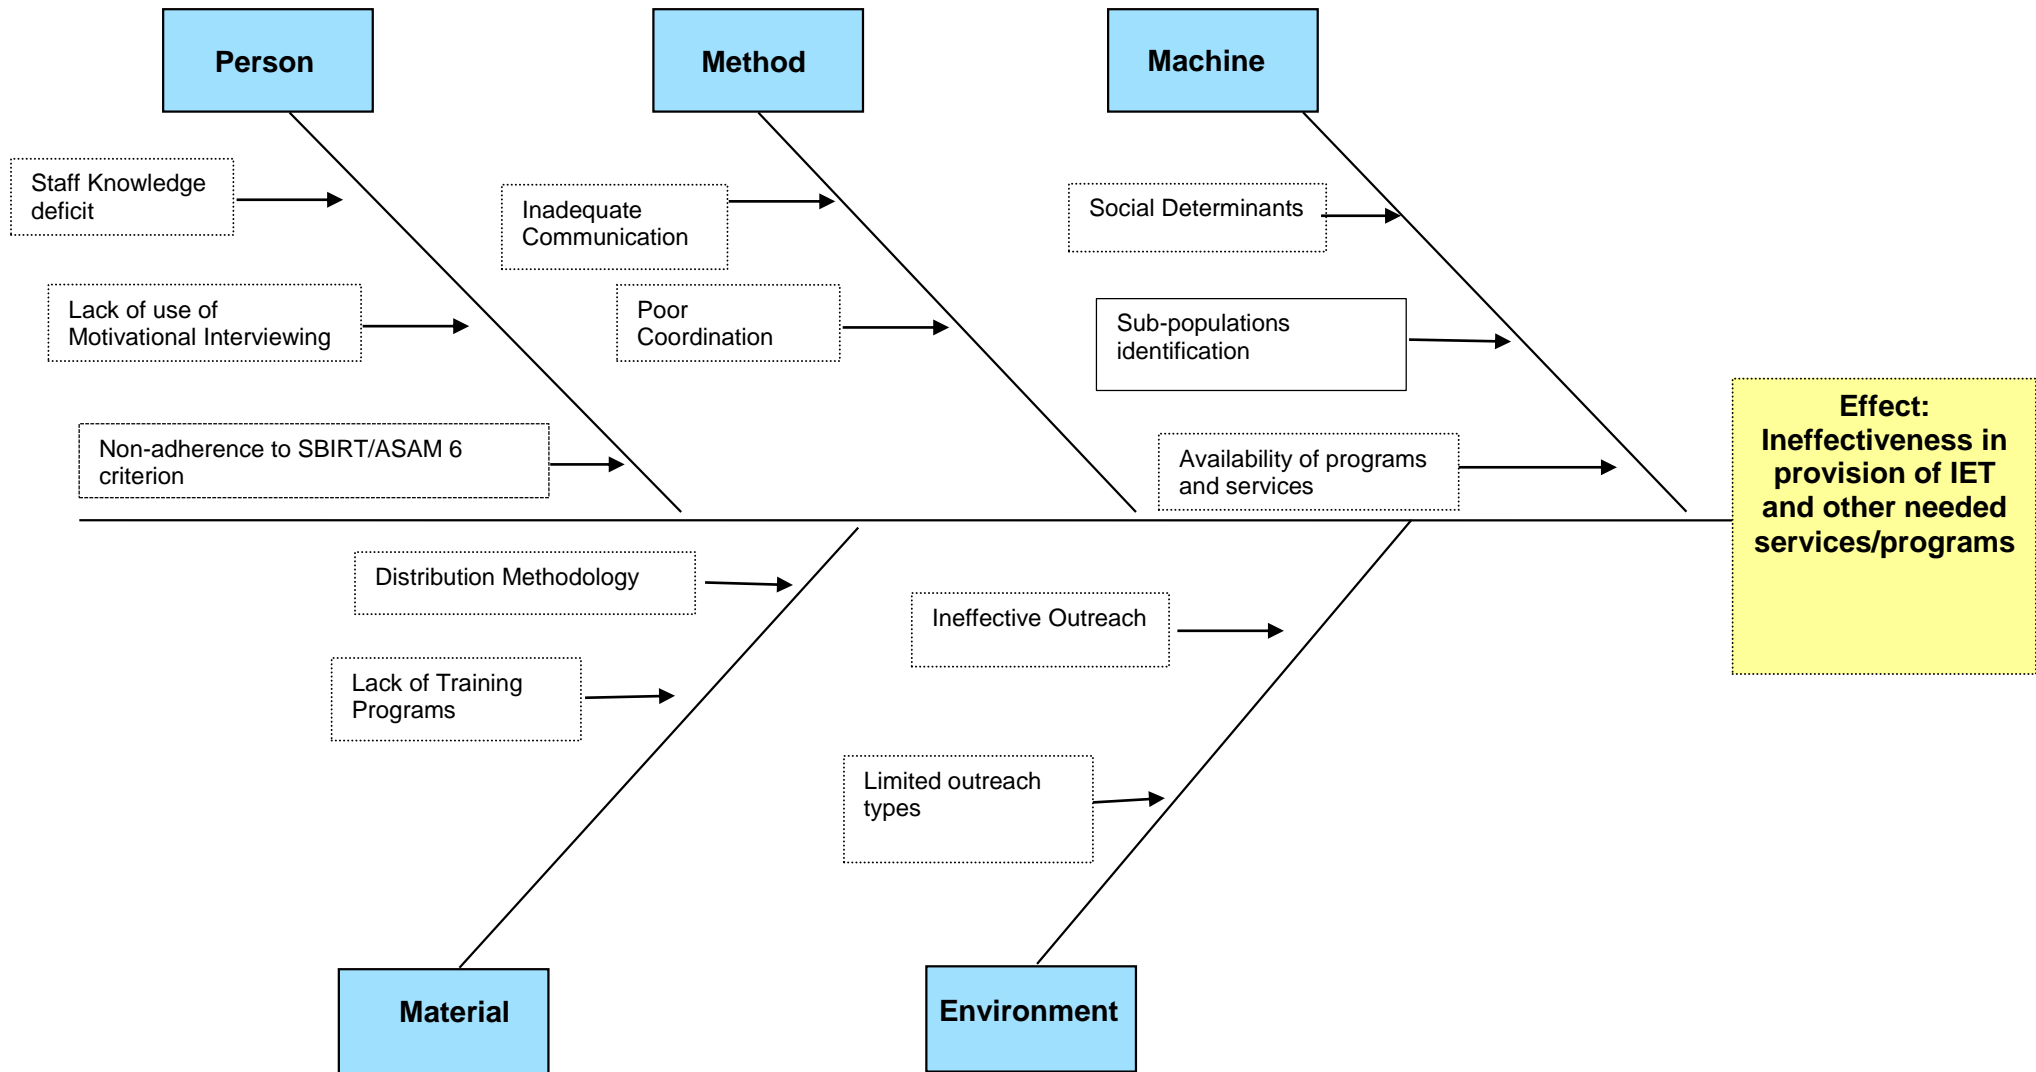 Person
Method
Machine
Staff Knowledge
deficit
Inadequate
Communication
Social Determinants
Lack of use of
Motivational Interviewing
Poor
Coordination
Sub-populations
identification
Non-adherence to SBIRT/ASAM 6
criterion
Availability of programs
and services
Effect:
Ineffectiveness in
provision of IET
and other needed
services/programs
Distribution Methodology
Ineffective Outreach
Lack of Training
Programs
Limited outreach
types
Material
Environment